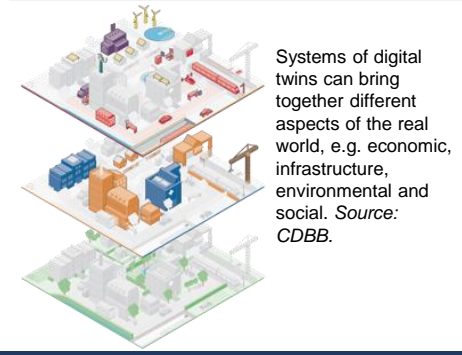 Systems of digital
twins can bring
together different
aspects of the real
world, e.g. economic,
infrastructure,
environmental and
social. Source:
CDBB.